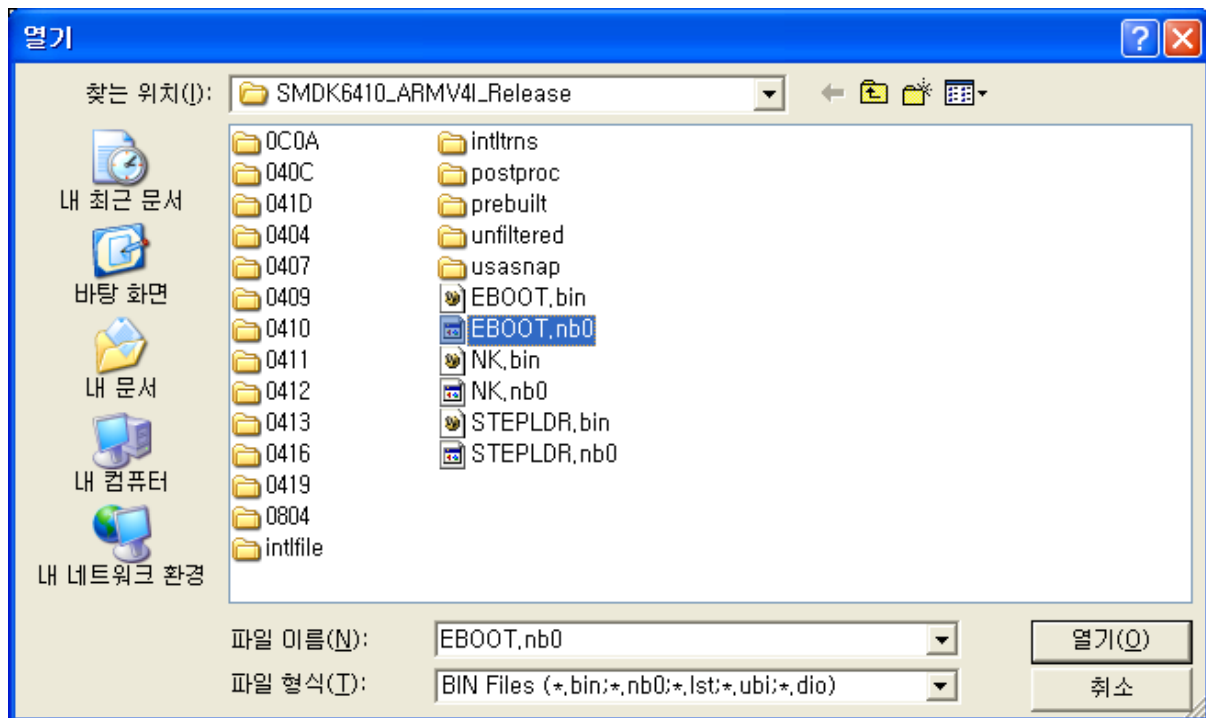 열기
찾는 위치(I): SMDK6410_ARMV4I_Release
내 최근 문서
바탕 화면
내 문서
내 컴퓨터
내 네트워크 환경
0C0A
040C
041D
0404
0407
0409
0410
0411
0412
0413
0416
0419
0804
intlfile
intltrns
postproc
prebuilt
unfiltered
usasnap
EBOOT.bin
EBOOT.nb0
NK.bin
NK.nb0
STEPLDR.bin
STEPLDR.nb0
파일 이름(N): EBOOT.nb0 열기(O)
파일 형식(T): BIN Files (*.bin;*.nb0;*.lst;*.ubi;*.dio) 취소